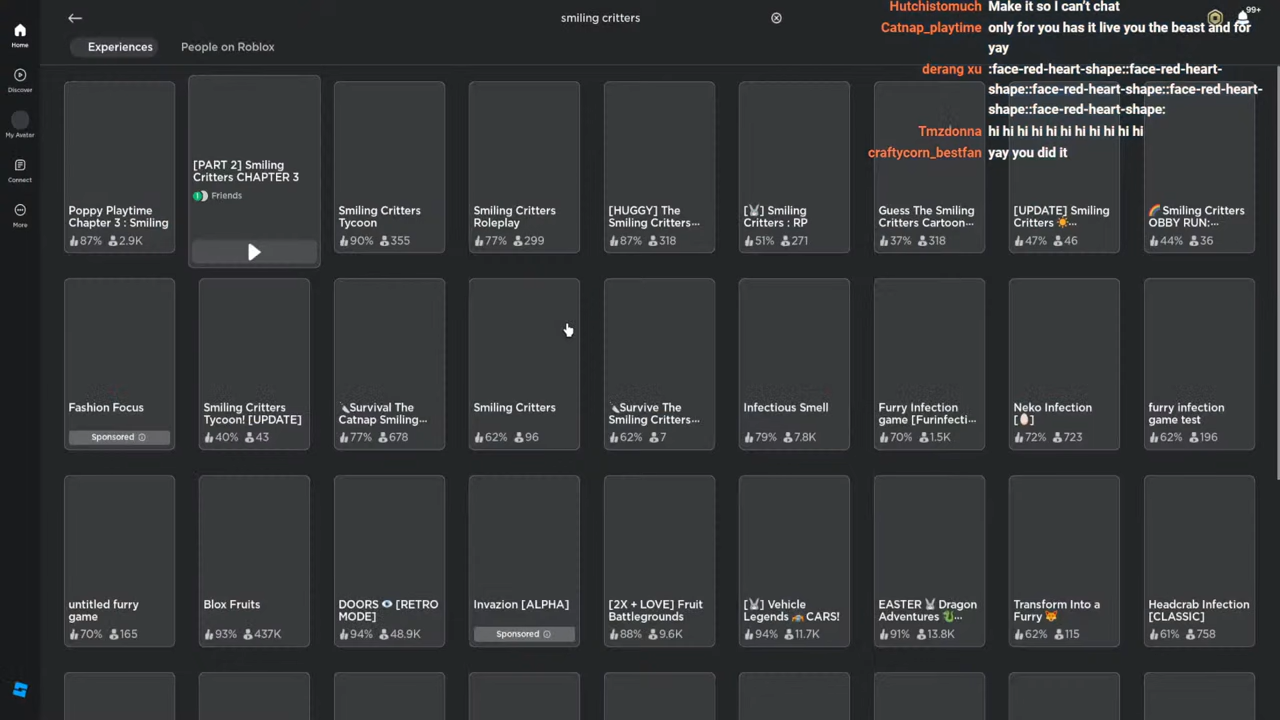 smiling critters
99+
Home
Discover
My Avatar
Connect
More
Experiences
People on Roblox
Hutchistomuch Make it so I can't chat
Catnap_playtime only for you has it live you the beast and for
yay
derang xu :face-red-heart-shape::face-red-heart-
shape::face-red-heart-shape::face-red-heart-
shape::face-red-heart-shape:
Tmzdonna hi hi hi hi hi hi hi hi hi hi hi
craftycorn_bestfan yay you did it
Poppy Playtime
Chapter 3 : Smiling
87% 2.9K
[PART 2] Smiling
Critters CHAPTER 3
1 Friends
Smiling Critters
Tycoon
90% 355
Smiling Critters
Roleplay
77% 299
[HUGGY] The
Smiling Critters...
87% 318
[🐰] Smiling
Critters : RP
51% 271
Guess The Smiling
Critters Cartoon...
37% 318
[UPDATE] Smiling
Critters ☀️...
47% 46
🌈Smiling Critters
OBBY RUN:...
44% 36
Fashion Focus
Sponsored
Smiling Critters
Tycoon! [UPDATE]
40% 43
🔪Survival The
Catnap Smiling...
77% 678
Smiling Critters
62% 96
🔪Survive The
Smiling Critters...
62% 7
Infectious Smell
79% 7.8K
Furry Infection
game [Furinfecti...
70% 1.5K
Neko Infection
[🥚]
72% 723
furry infection
game test
62% 196
untitled furry
game
70% 165
Blox Fruits
93% 437K
DOORS 👁️ [RETRO
MODE]
94% 48.9K
Invazion [ALPHA]
Sponsored
[2X + LOVE] Fruit
Battlegrounds
88% 9.6K
[🐰] Vehicle
Legends 🚗 CARS!
94% 11.7K
EASTER 🐰 Dragon
Adventures 🐉...
91% 13.8K
Transform Into a
Furry 🦊
62% 115
Headcrab Infection
[CLASSIC]
61% 758